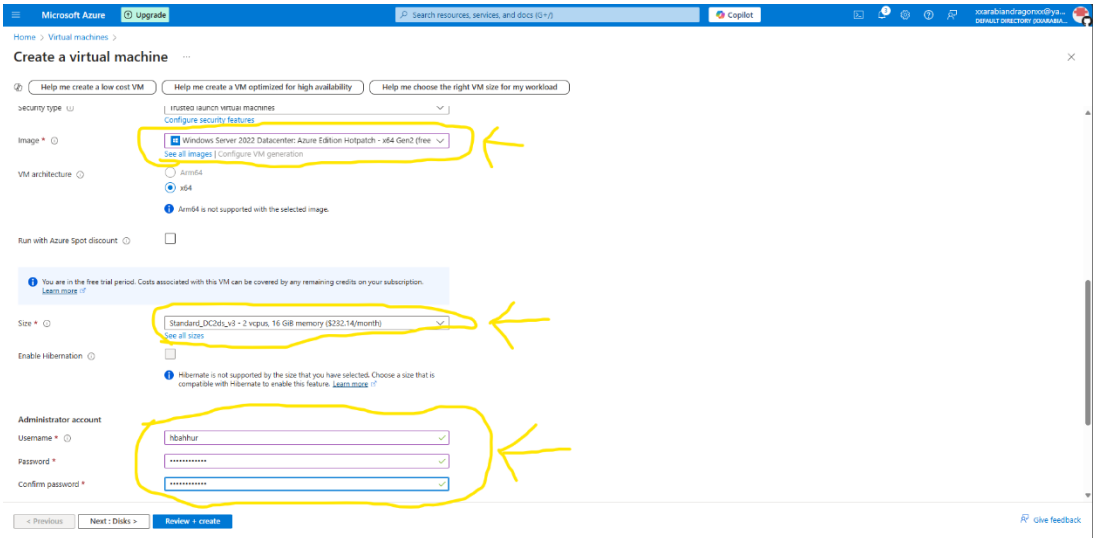 Microsoft Azure
Upgrade
Search resources, services, and docs (G+/)
Copilot
xxarabiandragonxx@ya...
DEFAULT DIRECTORY (XXARABIA...
Home > Virtual machines >
Create a virtual machine ...
Help me create a low cost VM
Help me create a VM optimized for high availability
Help me choose the right VM size for my workload
Security type
Trusted launch virtual machines
Configure security features
Image *
Windows Server 2022 Datacenter: Azure Edition Hotpatch - x64 Gen2 (free
See all images | Configure VM generation
VM architecture
Arm64
x64
Arm64 is not supported with the selected image.
Run with Azure Spot discount
You are in the free trial period. Costs associated with this VM can be covered by any remaining credits on your subscription.
Learn more
Size *
Standard_DC2ds_v3 - 2 vcpus, 16 GiB memory ($232.14/month)
See all sizes
Enable Hibernation
Hibernate is not supported by the size that you have selected. Choose a size that is
compatible with Hibernate to enable this feature. Learn more
Administrator account
Username *
hbahhur
Password *
••••••••••••
Confirm password *
••••••••••••
< Previous
Next : Disks >
Review + create
Give feedback